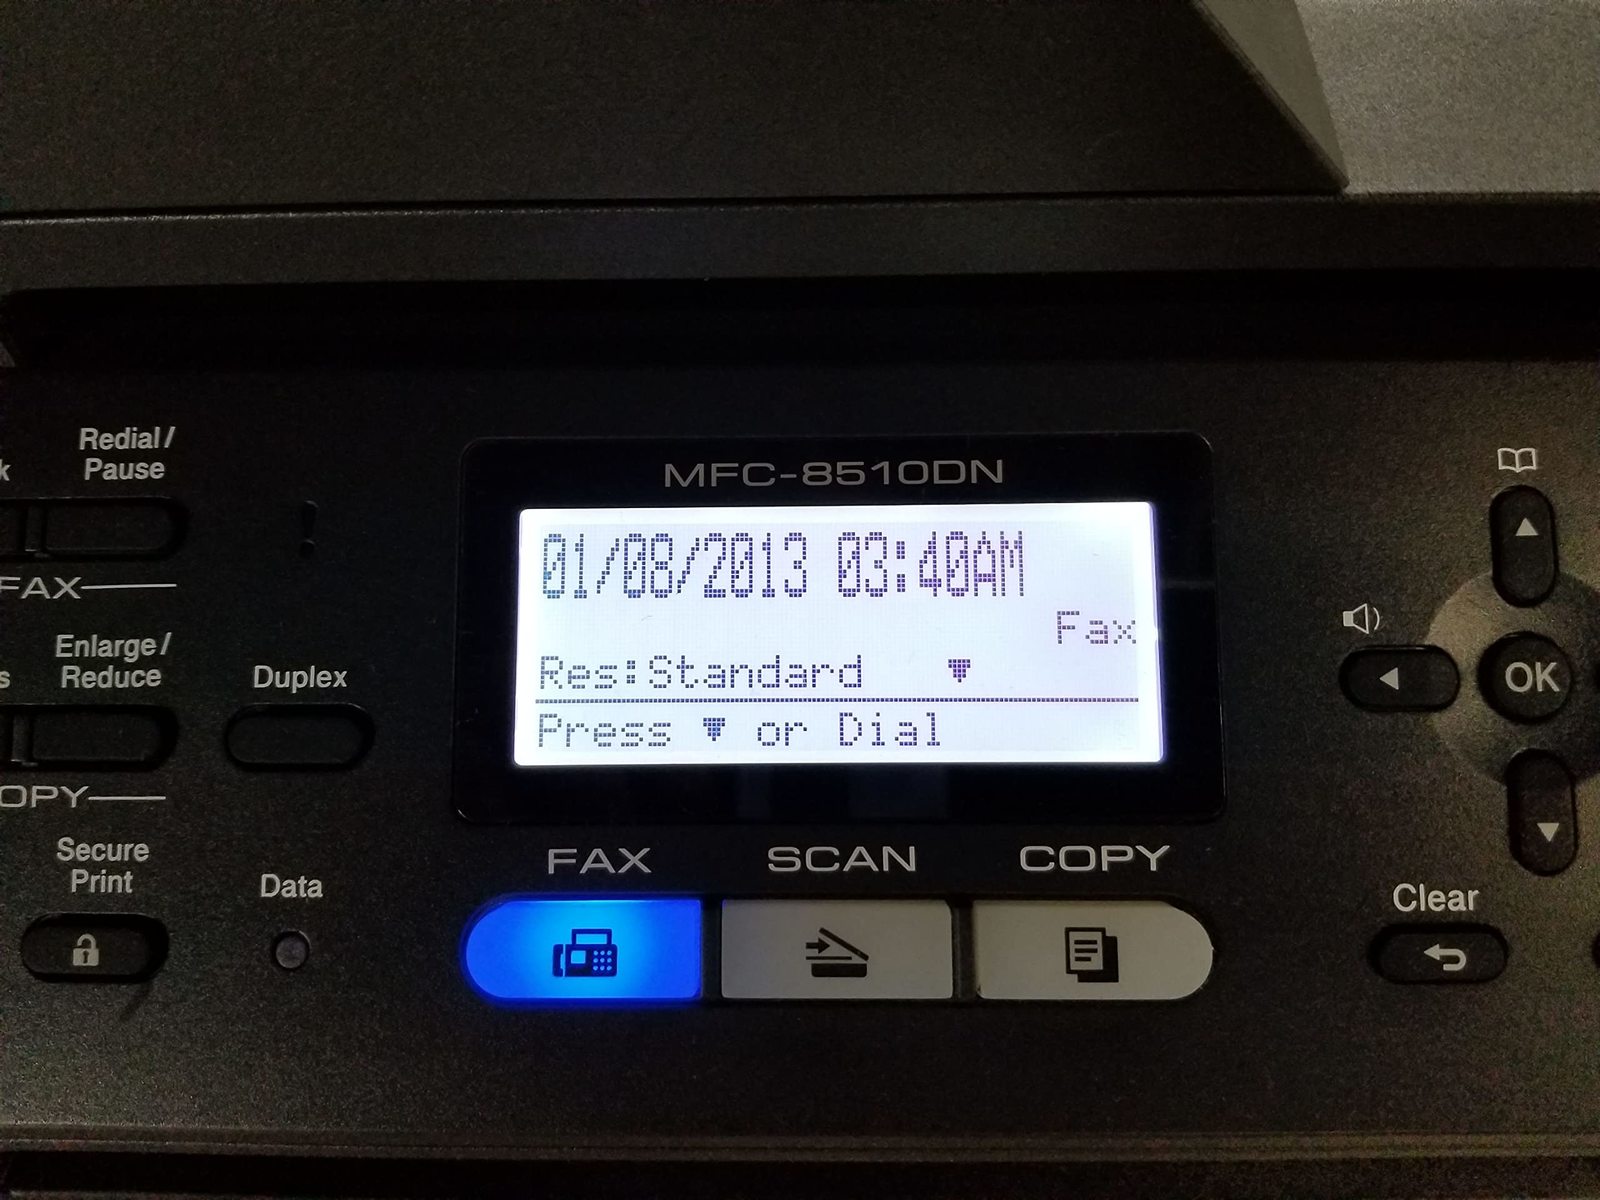 Redial/
Pause
FAX
Enlarge/
Reduce
Duplex
OPY
Secure
Print
Data
MFC-8510DN
01/08/2013 03:40AM
Fax
Res:Standard ▼
Press ▼ or Dial
FAX SCAN COPY
OK
Clear